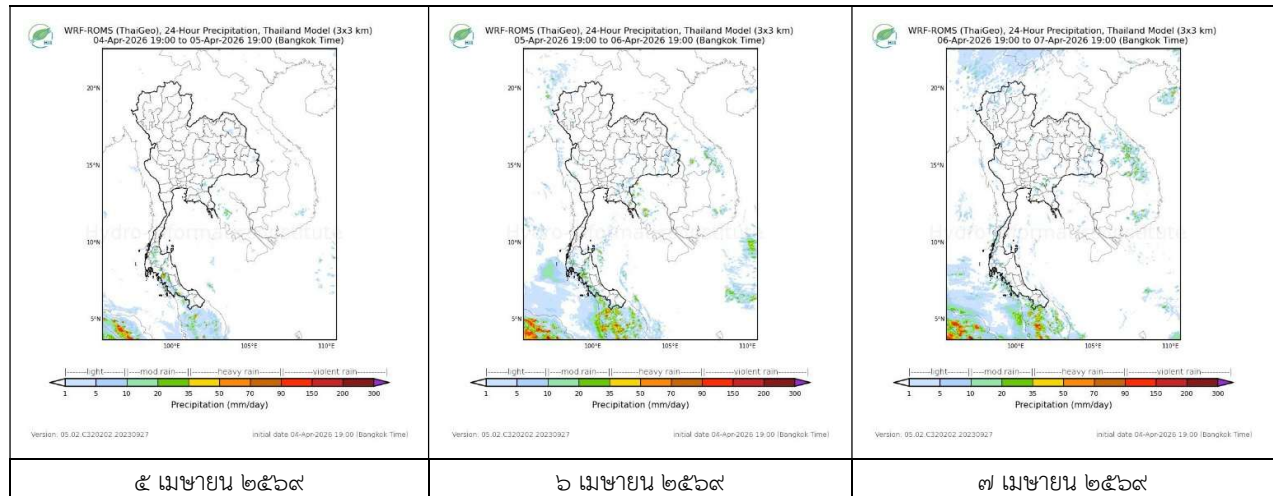 WRF-ROMS (ThaiGeo), 24-Hour Precipitation, Thailand Model (3x3 km)
04-Apr-2026 19:00 to 05-Apr-2026 19:00 (Bangkok Time)
20°N
15°N
10°N
5°N
100°E 105°E 110°E
|------light------||----mod rain----||-------heavy rain-------||--------violent rain--------|
1 5 10 20 35 50 70 90 150 200 300
Precipitation (mm/day)
Version: 05.02.C320202.20230927 initial date 04-Apr-2026 19:00 (Bangkok Time)
๕ เมษายน ๒๕๖๙
WRF-ROMS (ThaiGeo), 24-Hour Precipitation, Thailand Model (3x3 km)
05-Apr-2026 19:00 to 06-Apr-2026 19:00 (Bangkok Time)
20°N
15°N
10°N
5°N
100°E 105°E 110°E
|------light------||----mod rain----||-------heavy rain-------||--------violent rain--------|
1 5 10 20 35 50 70 90 150 200 300
Precipitation (mm/day)
Version: 05.02.C320202.20230927 initial date 04-Apr-2026 19:00 (Bangkok Time)
๖ เมษายน ๒๕๖๙
WRF-ROMS (ThaiGeo), 24-Hour Precipitation, Thailand Model (3x3 km)
06-Apr-2026 19:00 to 07-Apr-2026 19:00 (Bangkok Time)
20°N
15°N
10°N
5°N
100°E 105°E 110°E
|------light------||----mod rain----||-------heavy rain-------||--------violent rain--------|
1 5 10 20 35 50 70 90 150 200 300
Precipitation (mm/day)
Version: 05.02.C320202.20230927 initial date 04-Apr-2026 19:00 (Bangkok Time)
๗ เมษายน ๒๕๖๙